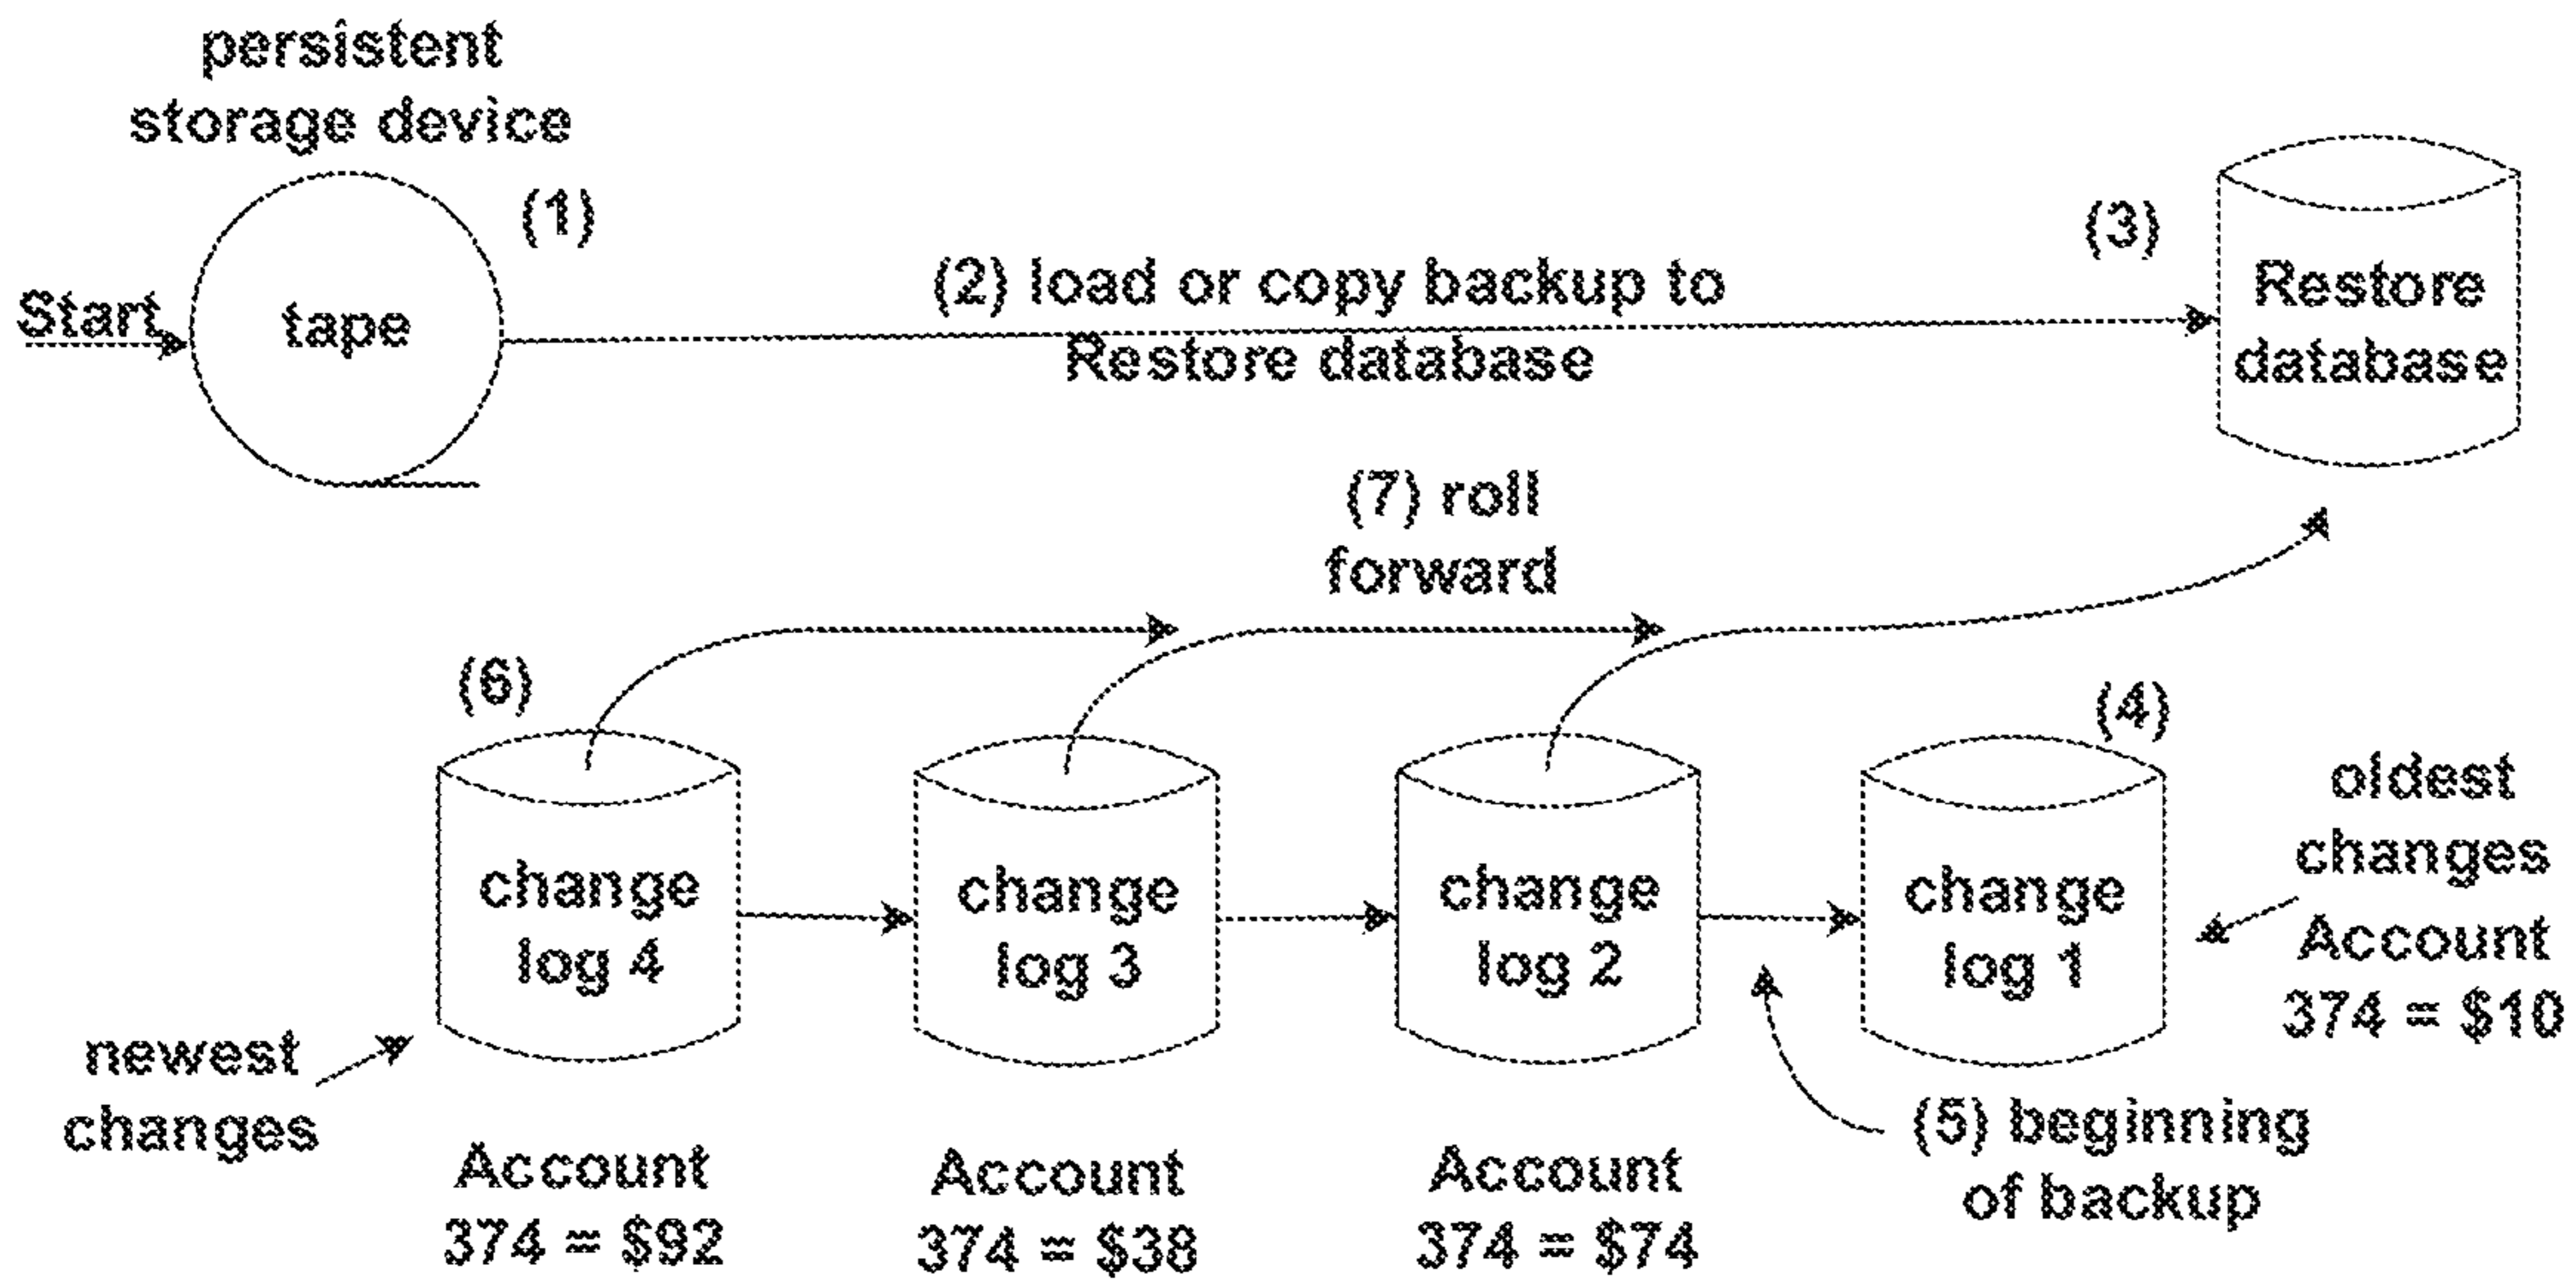 persistent
storage device
(1)
Start
tape
(2) load or copy backup to
Restore database
(3)
Restore
database
(7) roll
forward
(6)
(4)
change
log 4
change
log 3
change
log 2
change
log 1
oldest
changes
Account
374 = $10
newest
changes
Account
374 = $92
Account
374 = $38
Account
374 = $74
(5) beginning
of backup